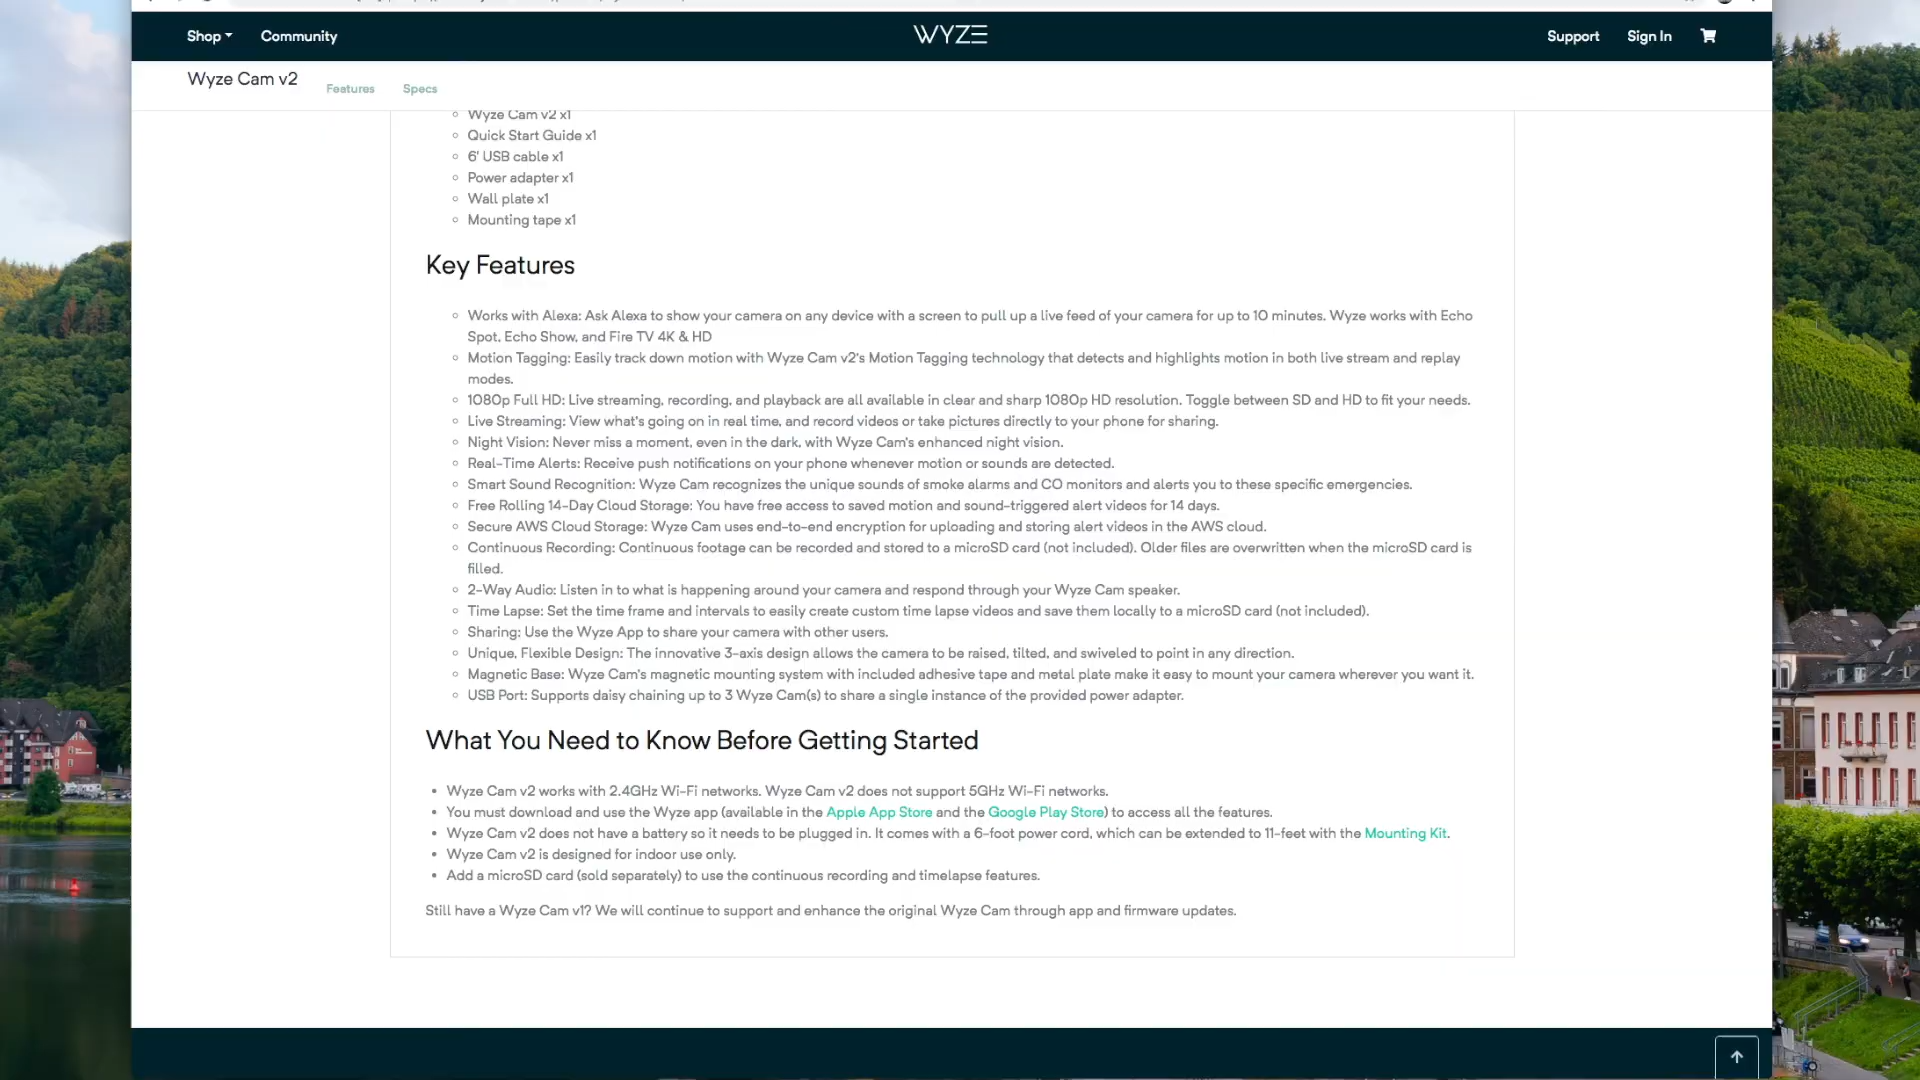 Shop
Community
WYZE
Support
Sign In
Wyze Cam v2
Features
Specs
Wyze Cam v2 x1
Quick Start Guide x1
6' USB cable x1
Power adapter x1
Wall plate x1
Mounting tape x1
Key Features
Works with Alexa: Ask Alexa to show your camera on any device with a screen to pull up a live feed of your camera for up to 10 minutes. Wyze works with Echo
Spot, Echo Show, and Fire TV 4K & HD
Motion Tagging: Easily track down motion with Wyze Cam v2's Motion Tagging technology that detects and highlights motion in both live stream and replay
modes.
1080p Full HD: Live streaming, recording, and playback are all available in clear and sharp 1080p HD resolution. Toggle between SD and HD to fit your needs.
Live Streaming: View what's going on in real time, and record videos or take pictures directly to your phone for sharing.
Night Vision: Never miss a moment, even in the dark, with Wyze Cam's enhanced night vision.
Real-Time Alerts: Receive push notifications on your phone whenever motion or sounds are detected.
Smart Sound Recognition: Wyze Cam recognizes the unique sounds of smoke alarms and CO monitors and alerts you to these specific emergencies.
Free Rolling 14-Day Cloud Storage: You have free access to saved motion and sound-triggered alert videos for 14 days.
Secure AWS Cloud Storage: Wyze Cam uses end-to-end encryption for uploading and storing alert videos in the AWS cloud.
Continuous Recording: Continuous footage can be recorded and stored to a microSD card (not included). Older files are overwritten when the microSD card is
filled.
2-Way Audio: Listen in to what is happening around your camera and respond through your Wyze Cam speaker.
Time Lapse: Set the time frame and intervals to easily create custom time lapse videos and save them locally to a microSD card (not included).
Sharing: Use the Wyze App to share your camera with other users.
Unique, Flexible Design: The innovative 3-axis design allows the camera to be raised, tilted, and swiveled to point in any direction.
Magnetic Base: Wyze Cam's magnetic mounting system with included adhesive tape and metal plate make it easy to mount your camera wherever you want it.
USB Port: Supports daisy chaining up to 3 Wyze Cam(s) to share a single instance of the provided power adapter.
What You Need to Know Before Getting Started
Wyze Cam v2 works with 2.4GHz Wi-Fi networks. Wyze Cam v2 does not support 5GHz Wi-Fi networks.
You must download and use the Wyze app (available in the Apple App Store and the Google Play Store) to access all the features.
Wyze Cam v2 does not have a battery so it needs to be plugged in. It comes with a 6-foot power cord, which can be extended to 11-feet with the Mounting Kit.
Wyze Cam v2 is designed for indoor use only.
Add a microSD card (sold separately) to use the continuous recording and timelapse features.
Still have a Wyze Cam v1? We will continue to support and enhance the original Wyze Cam through app and firmware updates.